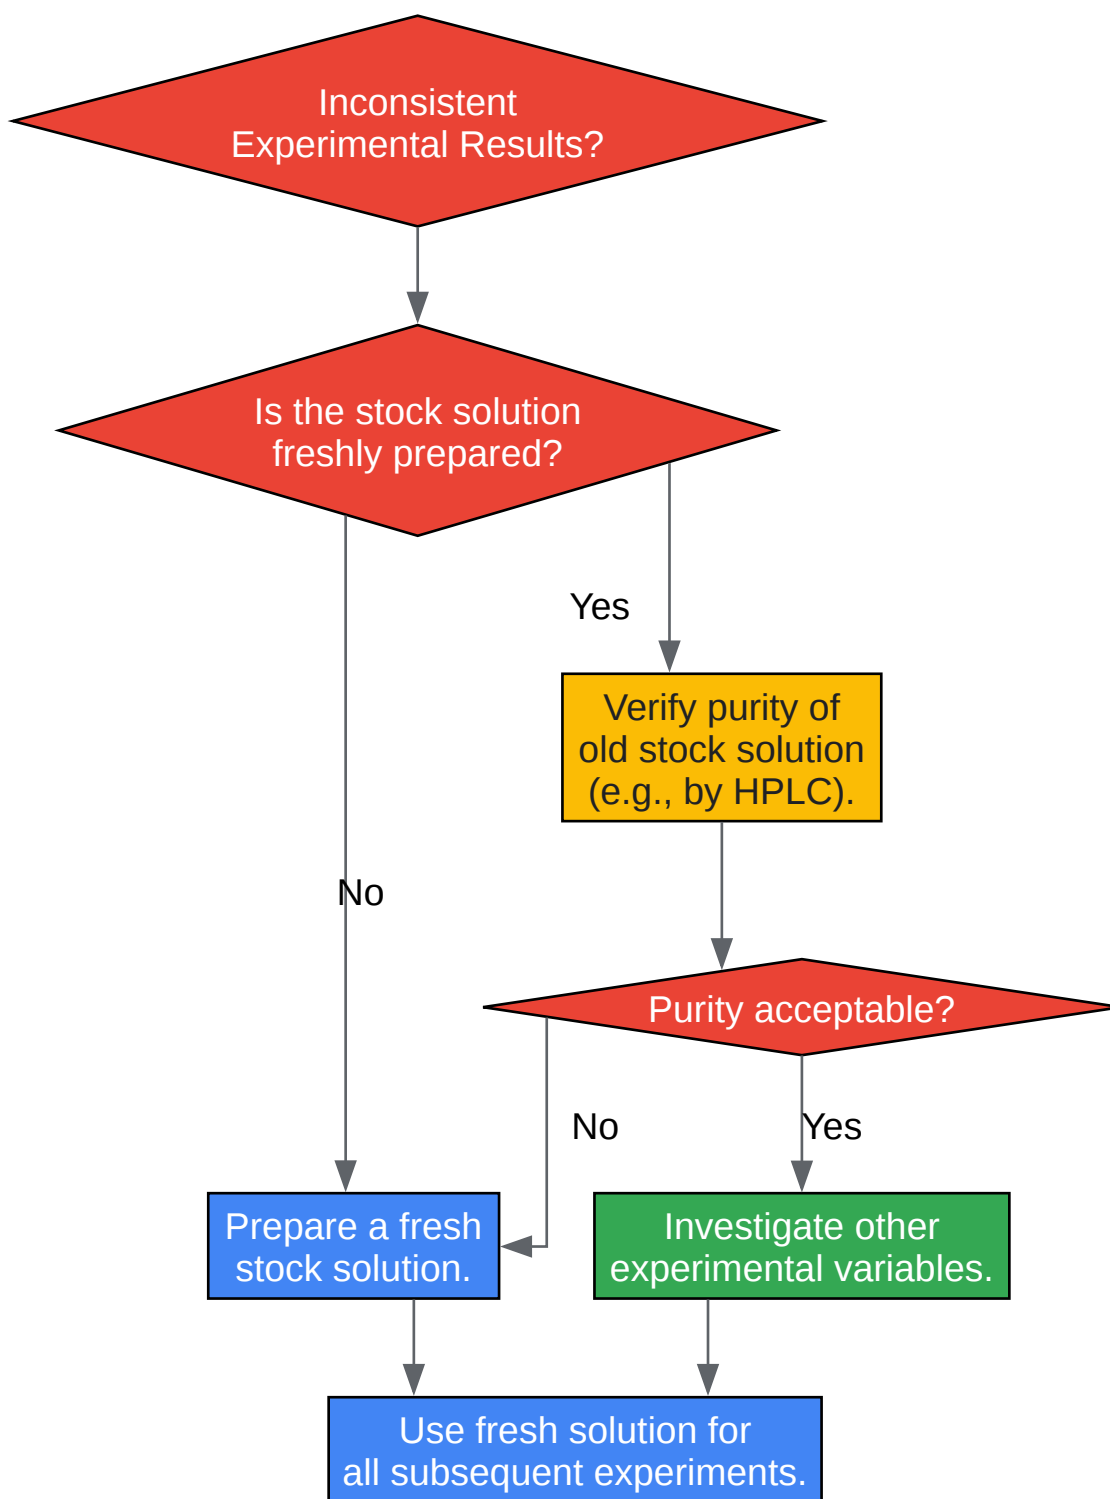 Inconsistent
Experimental Results?
Is the stock solution
freshly prepared?
Yes
Verify purity of
old stock solution
(e.g., by HPLC).
No
Purity acceptable?
No
Yes
Prepare a fresh
stock solution.
Investigate other
experimental variables.
Use fresh solution for
all subsequent experiments.